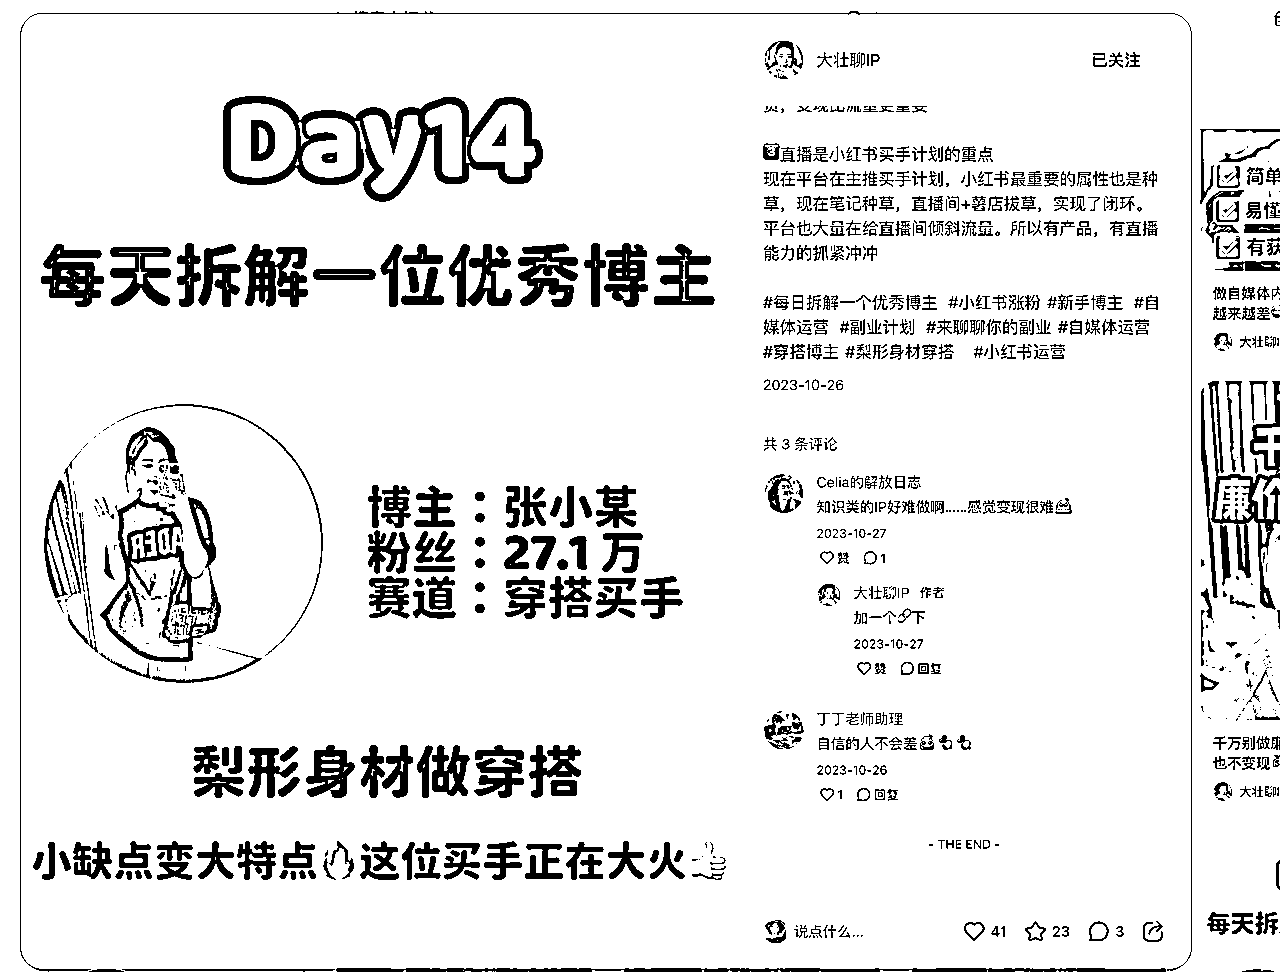 Day14
每天拆解一位优秀博主
博主：张小某
粉丝：27.1万
赛道：穿搭买手
梨形身材做穿搭
小缺点变大特点🔥这位买手正在大火👍
大壮聊IP
已关注
3️⃣直播是小红书买手计划的重点
现在平台在主推买手计划，小红书最重要的属性也是种
草，现在笔记种草，直播间+薯店拔草，实现了闭环。
平台也大量在给直播间倾斜流量。所以有产品，有直播
能力的抓紧冲冲
#每日拆解一个优秀博主 #小红书涨粉 #新手博主 #自
媒体运营 #副业计划 #来聊聊你的副业 #自媒体运营
#穿搭博主 #梨形身材穿搭 #小红书运营
2023-10-26
共 3 条评论
Celia的解放日志
知识类的IP好难做啊......感觉变现很难
2023-10-27
赞 1
大壮聊IP 作者
加一个🔗下
2023-10-27
赞 回复
丁丁老师助理
自信的人不会差
2023-10-26
1 回复
- THE END -
说点什么...
41 23 3
简单
易懂
有获
做自媒体内
越来越差
大壮聊
千
廉价
千万别做廉
也不变现
大壮聊
每天拆